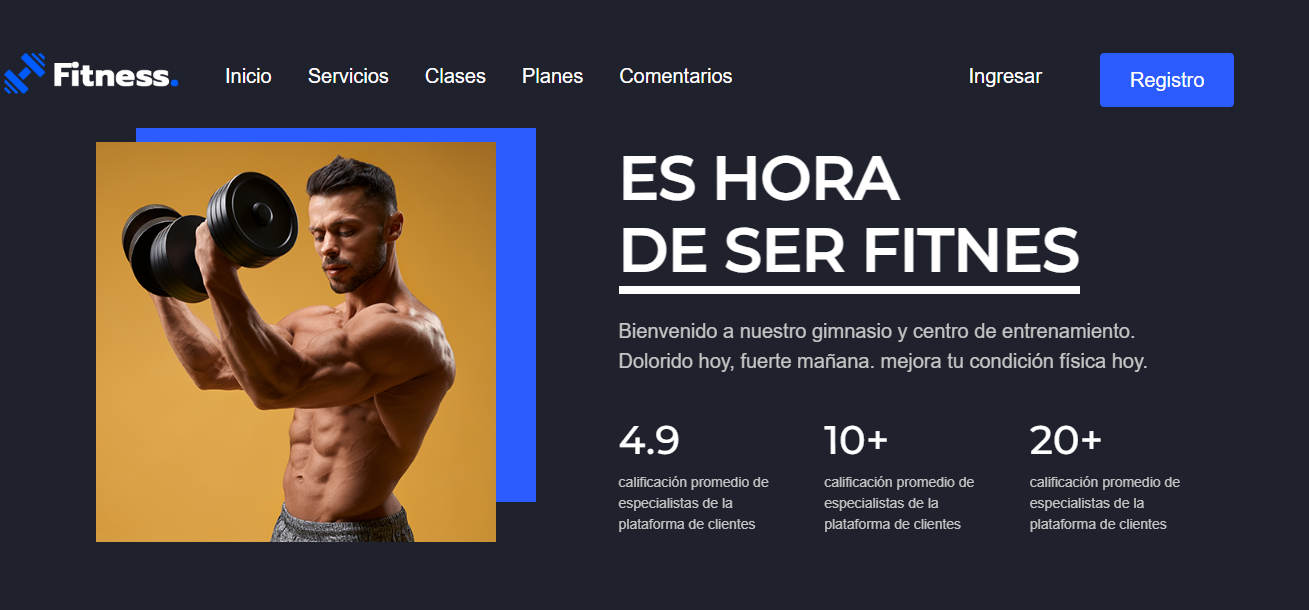 Fitness.
Inicio
Servicios
Clases
Planes
Comentarios
Ingresar
Registro
ES HORA
DE SER FITNES
Bienvenido a nuestro gimnasio y centro de entrenamiento.
Dolorido hoy, fuerte mañana. mejora tu condición física hoy.
4.9
calificación promedio de
especialistas de la
plataforma de clientes
10+
calificación promedio de
especialistas de la
plataforma de clientes
20+
calificación promedio de
especialistas de la
plataforma de clientes